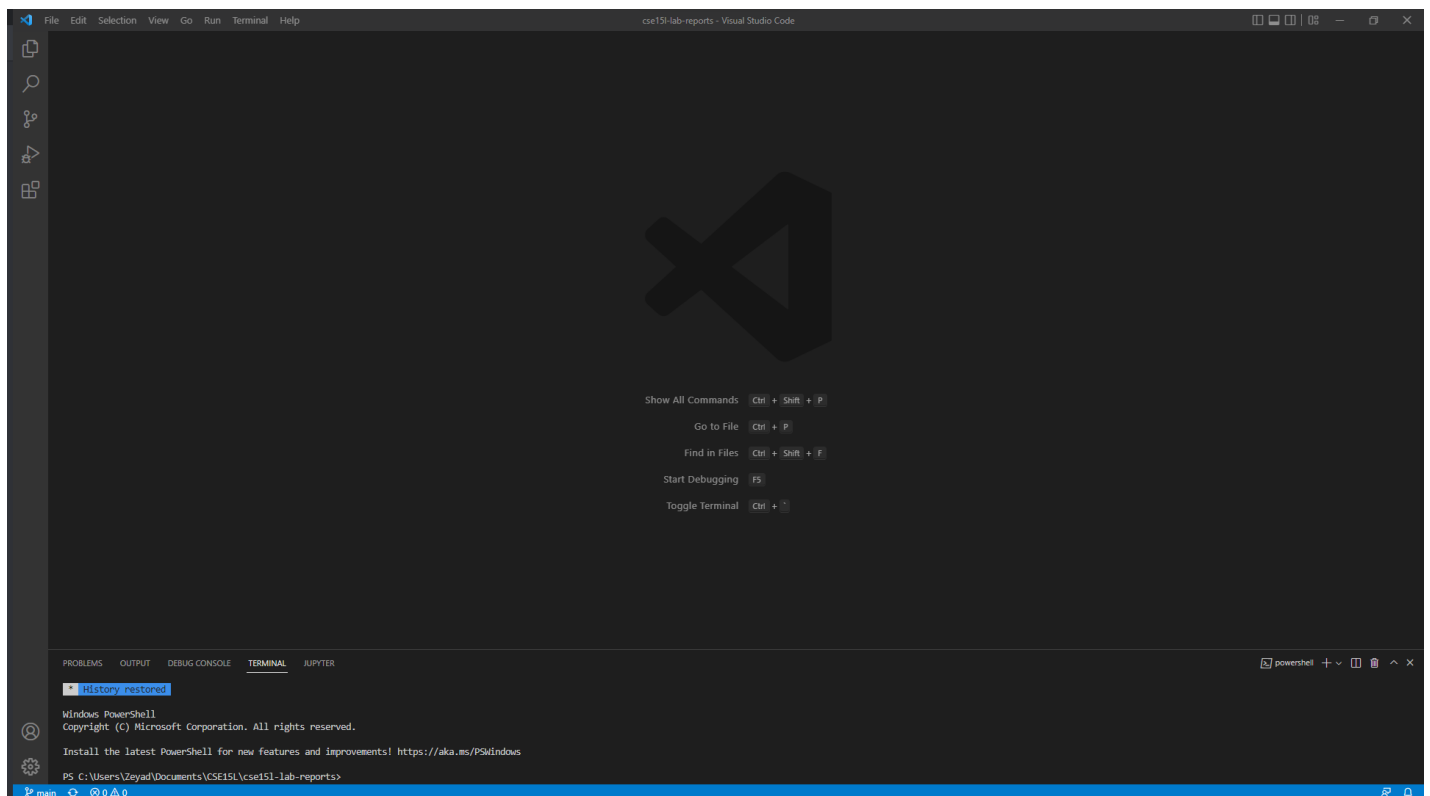 File Edit Selection View Go Run Terminal Help cse15l-lab-reports - Visual Studio Code
Show All Commands Ctrl + Shift + P
Go to File Ctrl + P
Find in Files Ctrl + Shift + F
Start Debugging F5
Toggle Terminal Ctrl + `
PROBLEMS OUTPUT DEBUG CONSOLE TERMINAL JUPYTER powershell
* History restored
Windows PowerShell
Copyright (C) Microsoft Corporation. All rights reserved.
Install the latest PowerShell for new features and improvements! https://aka.ms/PSWindows
PS C:\Users\Zeyad\Documents\CSE15L\cse15l-lab-reports>
main 0 0